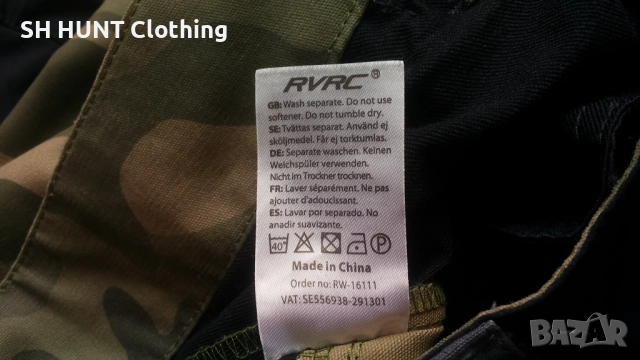 SH HUNT Clothing
RVRC®
GB: Wash separate. Do not use
softener. Do not tumble dry.
SE: Tvättas separat. Använd ej
sköljmedel. Får ej torktumlas.
DE: Separate waschen. Keinen
Weichspüler verwenden.
Nicht im Trockner trocknen.
FR: Laver séparément. Ne pas
ajouter d'adoucissant.
ES: Lavar por separado. No
anadir suavizante.
40° P
Made in China
Order no: RW-16111
VAT: SE556938-291301
BAZAR